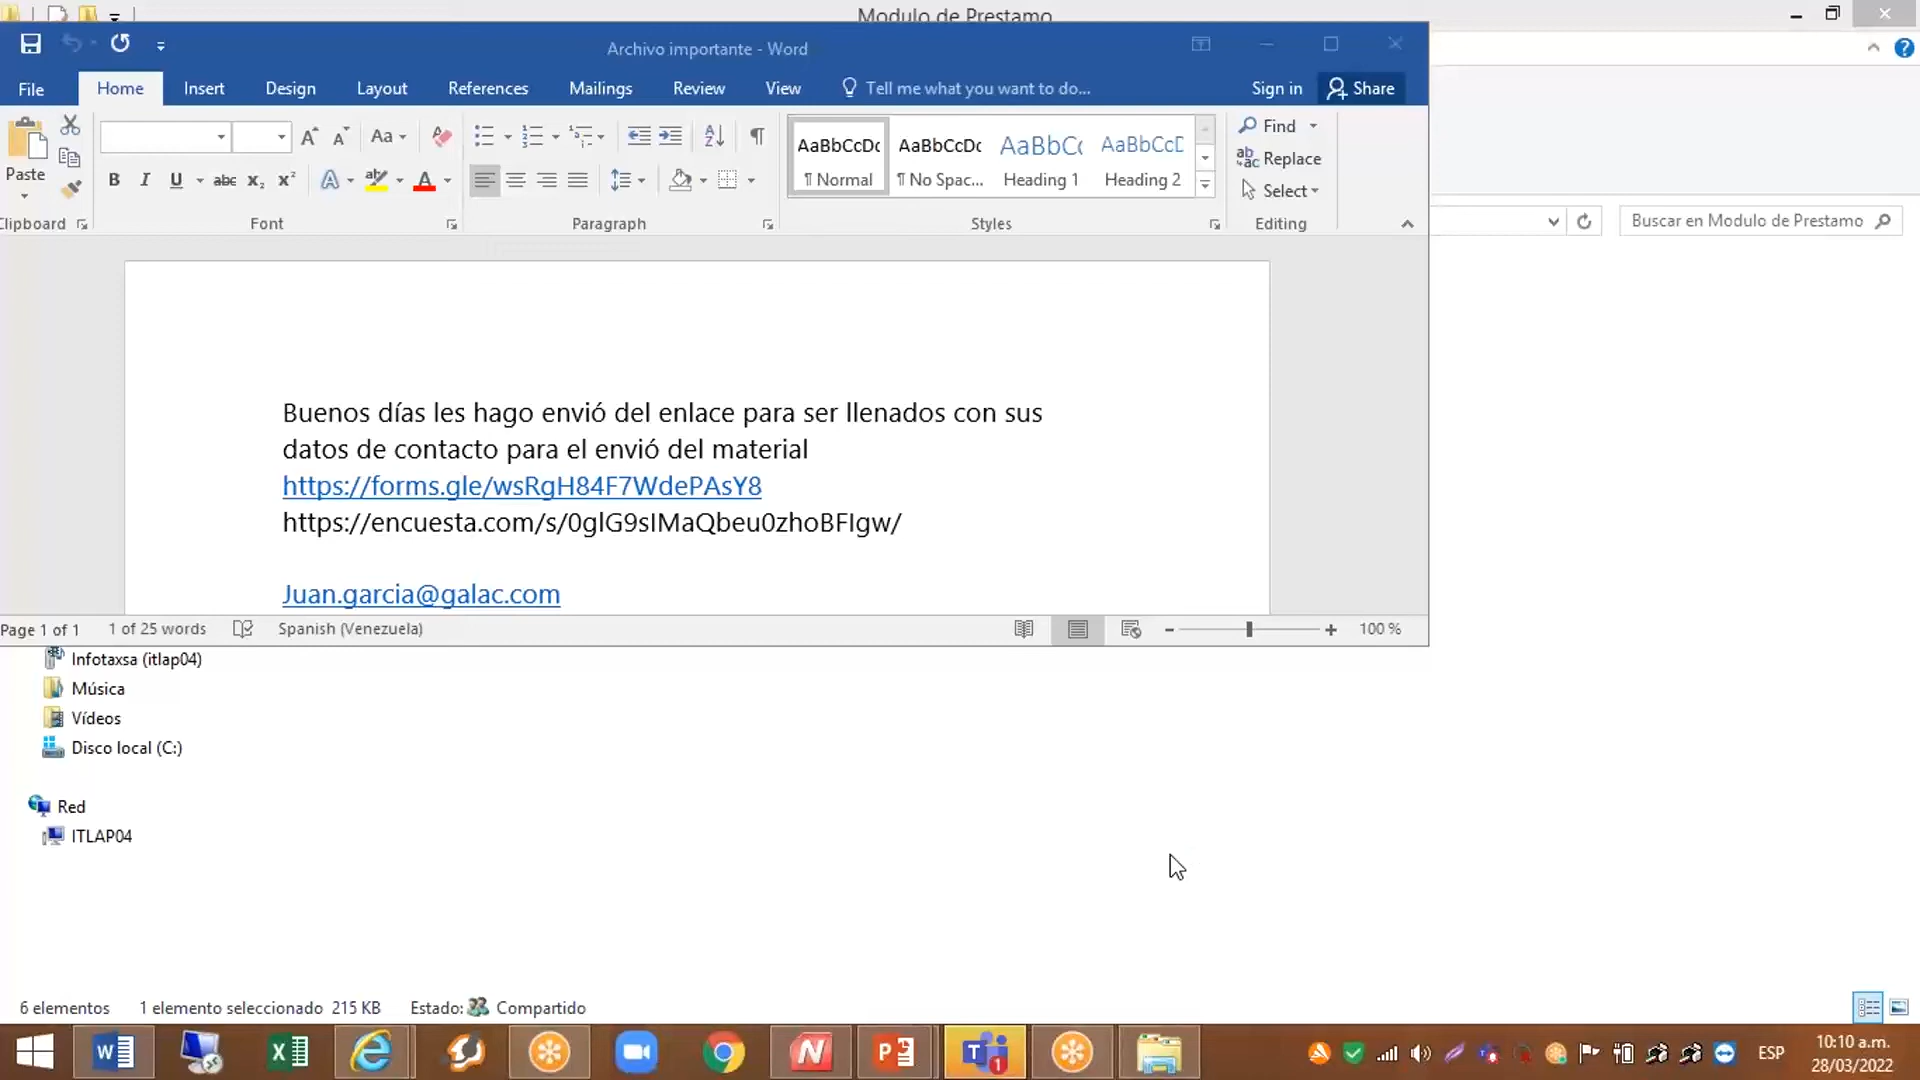 Modulo de Prestamo
Archivo importante - Word
File Home Insert Design Layout References Mailings Review View Tell me what you want to do... Sign in Share
Paste
Clipboard
Font
Paragraph
AaBbCcDc
¶ Normal
AaBbCcDc
¶ No Spac...
AaBbCc
Heading 1
AaBbCcD
Heading 2
Styles
Find
Replace
Select
Editing
Buscar en Modulo de Prestamo
Buenos días les hago envió del enlace para ser llenados con sus
datos de contacto para el envió del material
https://forms.gle/wsRgH84F7WdePAsY8
https://encuesta.com/s/0glG9sIMaQbeu0zhoBFIgw/
Juan.garcia@galac.com
Page 1 of 1 1 of 25 words Spanish (Venezuela) 100 %
Infotaxsa (itlap04)
Música
Vídeos
Disco local (C:)
Red
ITLAP04
6 elementos 1 elemento seleccionado 215 KB Estado: Compartido
ESP
10:10 a.m.
28/03/2022